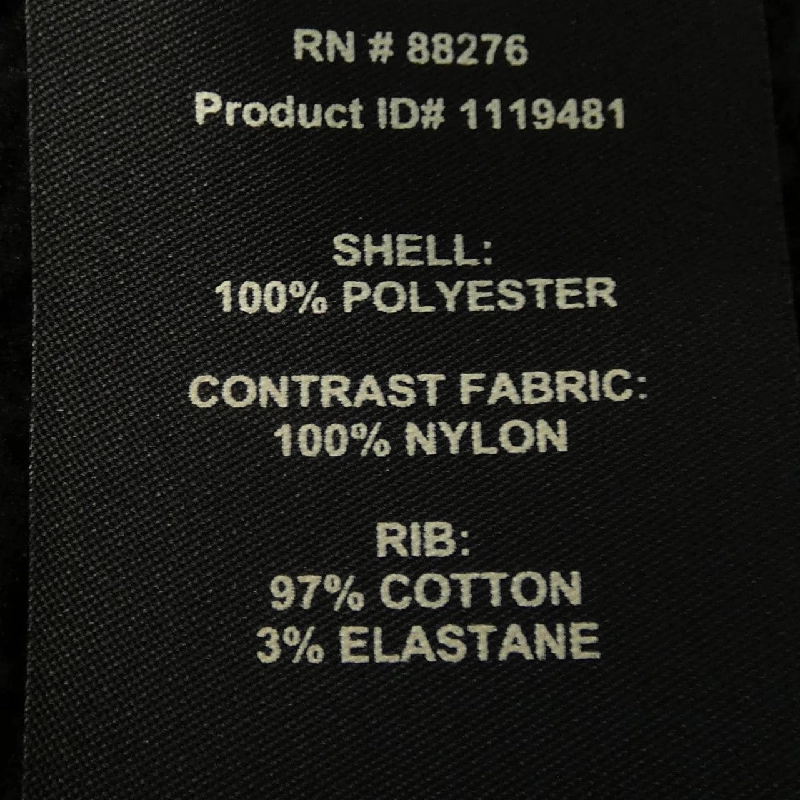 RN # 88276
Product ID# 1119481
SHELL:
100% POLYESTER
CONTRAST FABRIC:
100% NYLON
RIB:
97% COTTON
3% ELASTANE